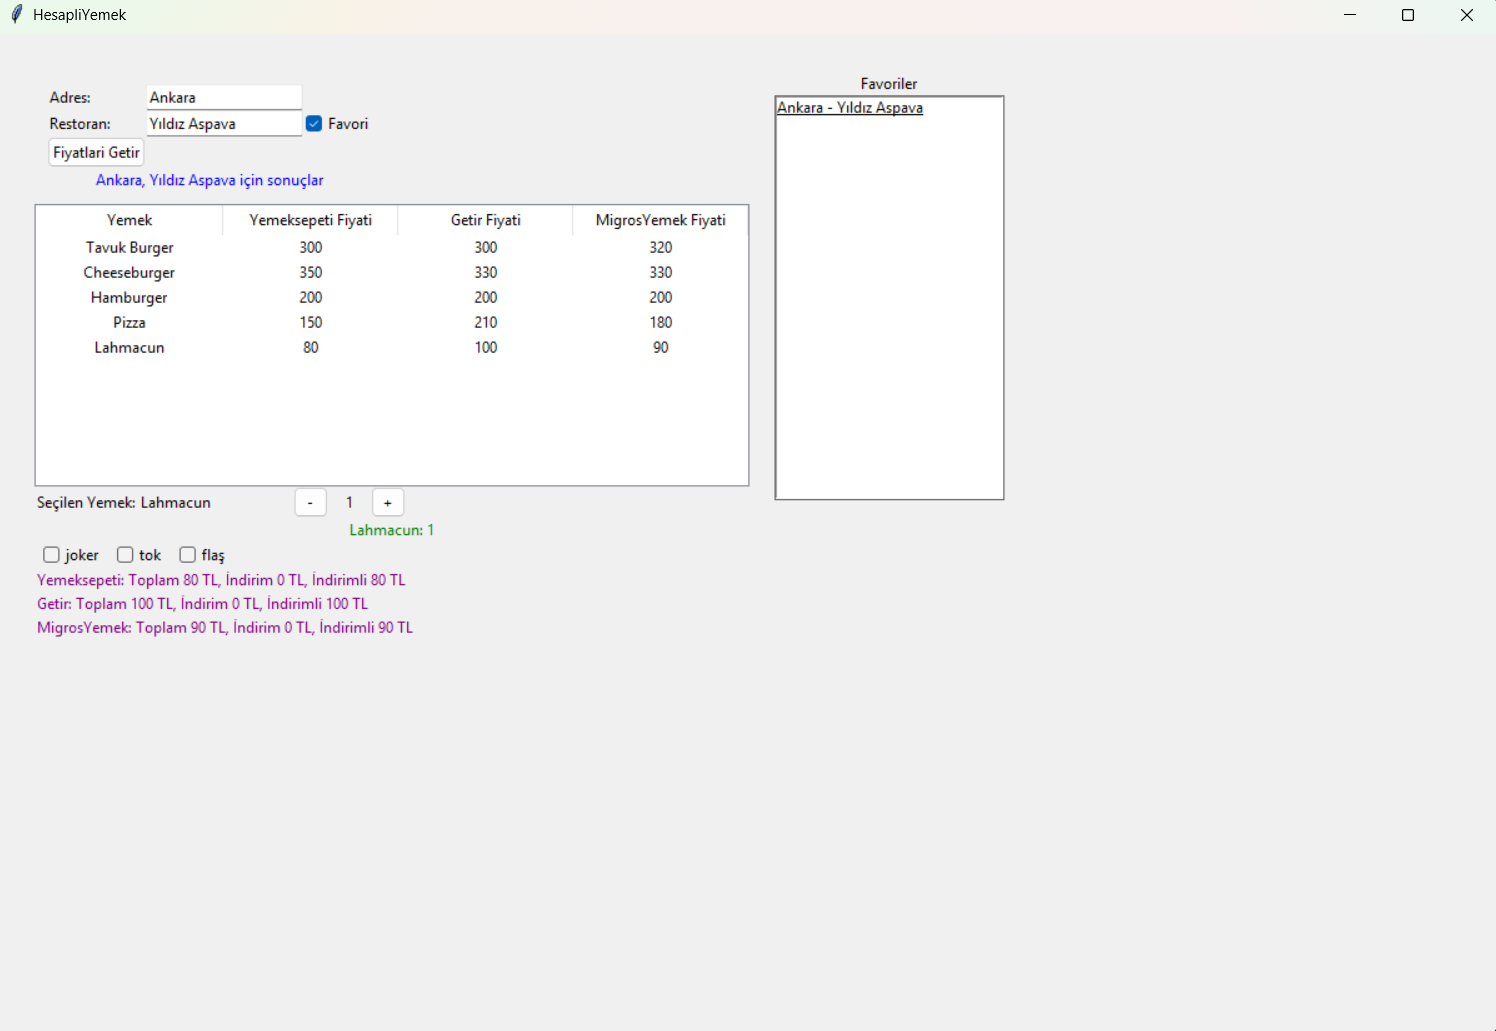 HesapliYemek
Adres: Ankara
Restoran: Yıldız Aspava Favori
Fiyatlari Getir
Ankara, Yıldız Aspava için sonuçlar
Yemek Yemeksepeti Fiyati Getir Fiyati MigrosYemek Fiyati
Tavuk Burger 300 300 320
Cheeseburger 350 330 330
Hamburger 200 200 200
Pizza 150 210 180
Lahmacun 80 100 90
Favoriler
Ankara - Yıldız Aspava
Seçilen Yemek: Lahmacun - 1 +
Lahmacun: 1
joker tok flaş
Yemeksepeti: Toplam 80 TL, İndirim 0 TL, İndirimli 80 TL
Getir: Toplam 100 TL, İndirim 0 TL, İndirimli 100 TL
MigrosYemek: Toplam 90 TL, İndirim 0 TL, İndirimli 90 TL